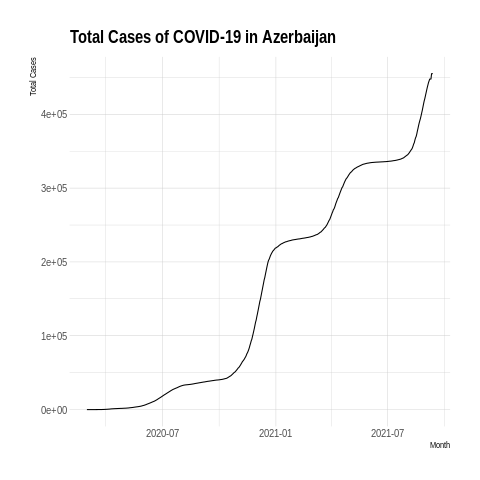 Total Cases of COVID-19 in Azerbaijan
Total Cases
4e+05
3e+05
2e+05
1e+05
0e+00
2020-07 2021-01 2021-07
Month